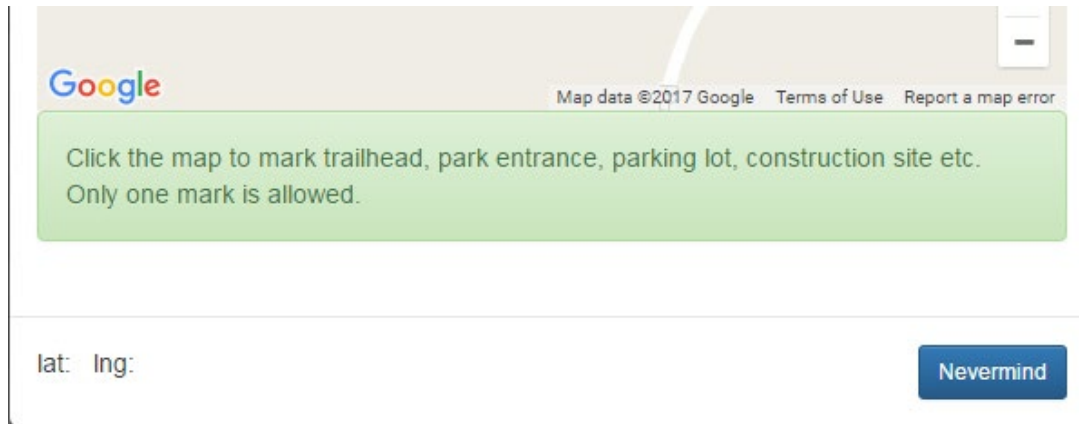 Google
Map data ©2017 Google Terms of Use Report a map error
Click the map to mark trailhead, park entrance, parking lot, construction site etc.
Only one mark is allowed.
lat: lng:
Nevermind